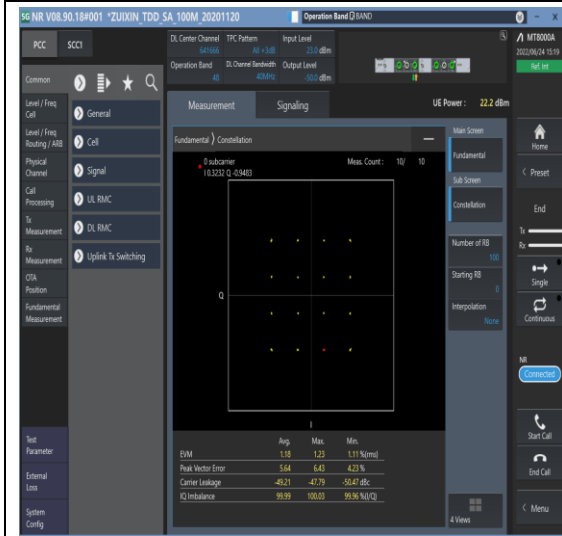 5G NR V08.90.18#001 *ZUIXIN_TDD_SA_100M_20201120
Operation Band BAND
MT8000A
2022/06/24 15:19
Ref. Int
PCC SCC1
DL Center Channel TPC Pattern Input Level
641666 All +3dB 23.0 dBm
Operation Band DL Channel Bandwidth Output Level
48 40MHz -50.0 dBm
Common
Level / Freq
Cell
Level / Freq
Routing / ARB
Physical
Channel
Call
Processing
Tx
Measurement
Rx
Measurement
OTA
Position
Fundamental
Measurement
Test
Parameter
External
Loss
System
Config
General
Cell
Signal
UL RMC
DL RMC
Uplink Tx Switching
Measurement Signaling
UE Power : 22.2 dBm
Fundamental Constellation
0 subcarrier Meas. Count : 10/ 10
I 0.3232 Q -0.9483
Q
I
Avg. Max. Min.
EVM 1.18 1.23 1.11 %(rms)
Peak Vector Error 5.64 6.43 4.23 %
Carrier Leakage -49.21 -47.79 -50.47 dBc
IQ Imbalance 99.99 100.03 99.96 %(I/Q)
Main Screen
Fundamental
Sub Screen
Constellation
Number of RB
100
Starting RB
0
Interpolation
None
4 Views
Home
Preset
End
Tx
Rx
Single
Continuous
NR
Connected
Start Call
End Call
Menu